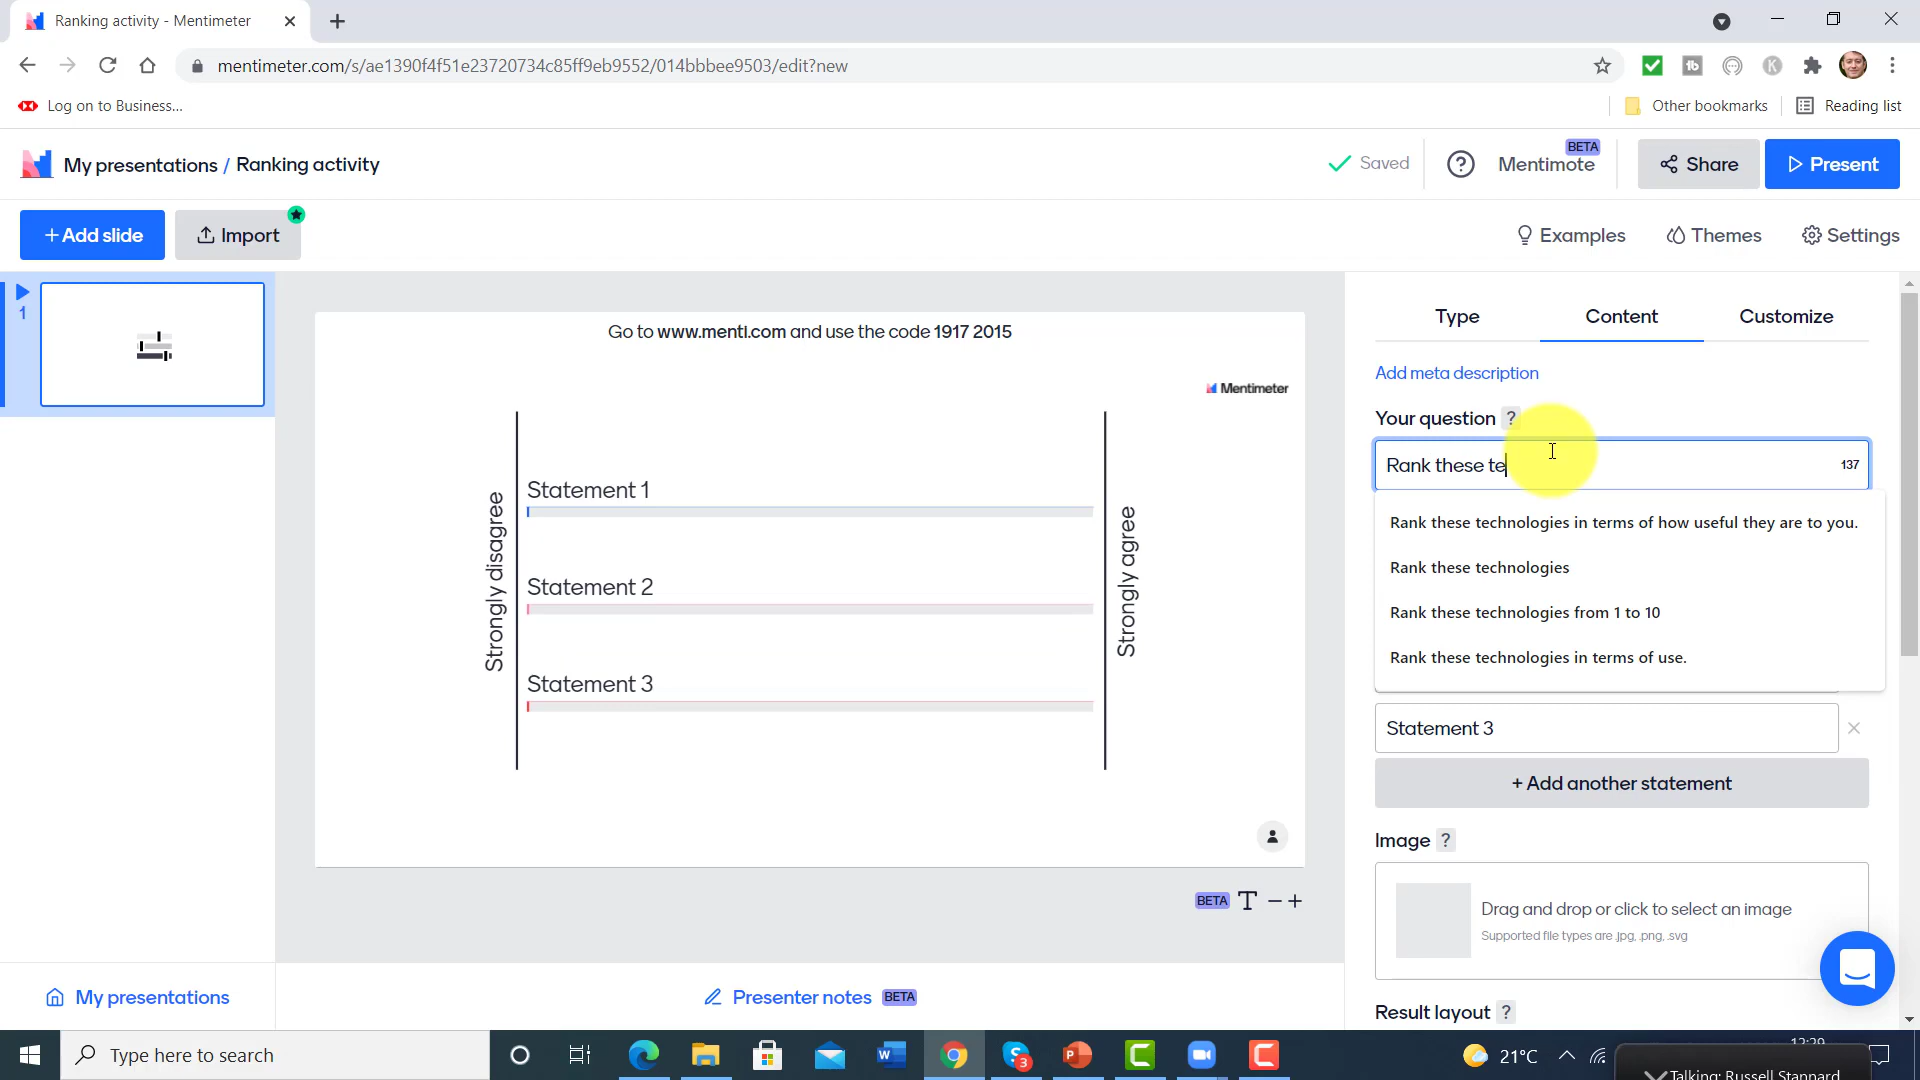 Ranking activity - Mentimeter
mentimeter.com/s/ae1390f4f51e23720734c85ff9eb9552/014bbbee9503/edit?new
tb
K
Log on to Business...
Other bookmarks
Reading list
My presentations / Ranking activity
Saved
?
Mentimote
BETA
Share
Present
+ Add slide
Import
Examples
Themes
Settings
1
Go to www.menti.com and use the code 1917 2015
Mentimeter
Strongly disagree
Statement 1
Statement 2
Statement 3
Strongly agree
BETA T − +
Type
Content
Customize
Add meta description
Your question ?
Rank these te
137
Rank these technologies in terms of how useful they are to you.
Rank these technologies
Rank these technologies from 1 to 10
Rank these technologies in terms of use.
Statement 3
+ Add another statement
Image ?
Drag and drop or click to select an image
Supported file types are .jpg, .png, .svg
Result layout ?
My presentations
Presenter notes BETA
Type here to search
3
21°C
Talking: Russell Stannard